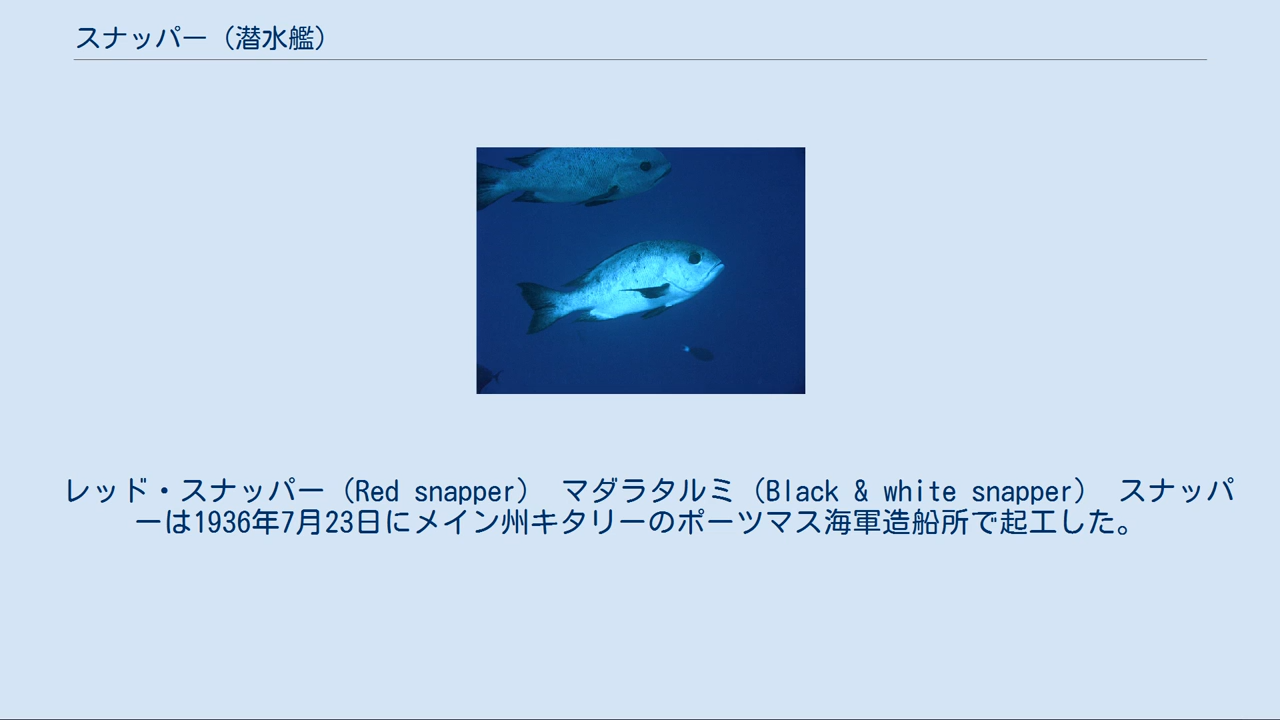 スナッパー（潜水艦）
レッド・スナッパー（Red snapper） マダラタルミ（Black & white snapper） スナッパ
ーは1936年7月23日にメイン州キタリーのポーツマス海軍造船所で起工した。